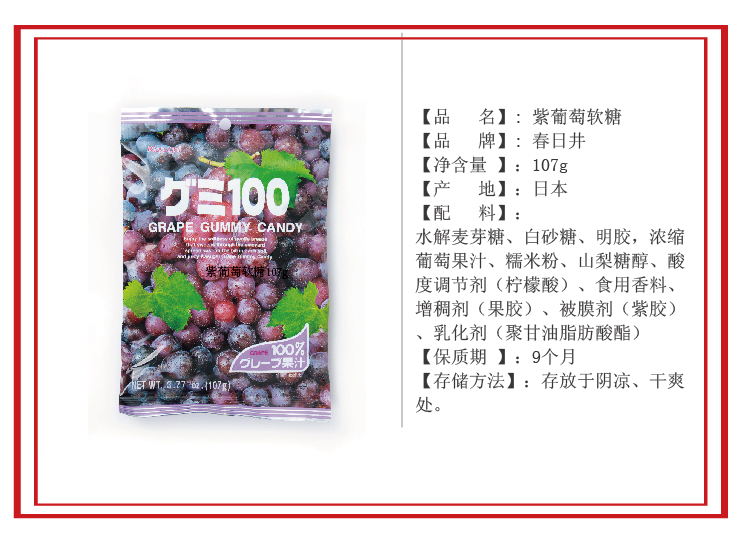 グミ100
GRAPE GUMMY CANDY
紫葡萄软糖107g
GRAPE 100%
グレープ果汁
NET WT. 3.77 oz. (107g)
【品　名】：紫葡萄软糖
【品　牌】：春日井
【净含量 】：107g
【产　地】：日本
【配　料】：
水解麦芽糖、白砂糖、明胶，浓缩
葡萄果汁、糯米粉、山梨糖醇、酸
度调节剂（柠檬酸）、食用香料、
增稠剂（果胶）、被膜剂（紫胶）
、乳化剂（聚甘油脂肪酸酯）
【保质期 】：9个月
【存储方法】：存放于阴凉、干爽
处。